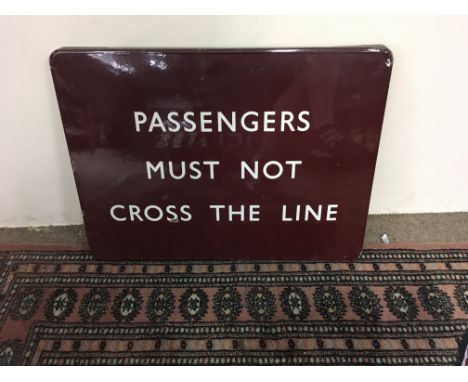 PASSENGERS
MUST NOT
CROSS THE LINE